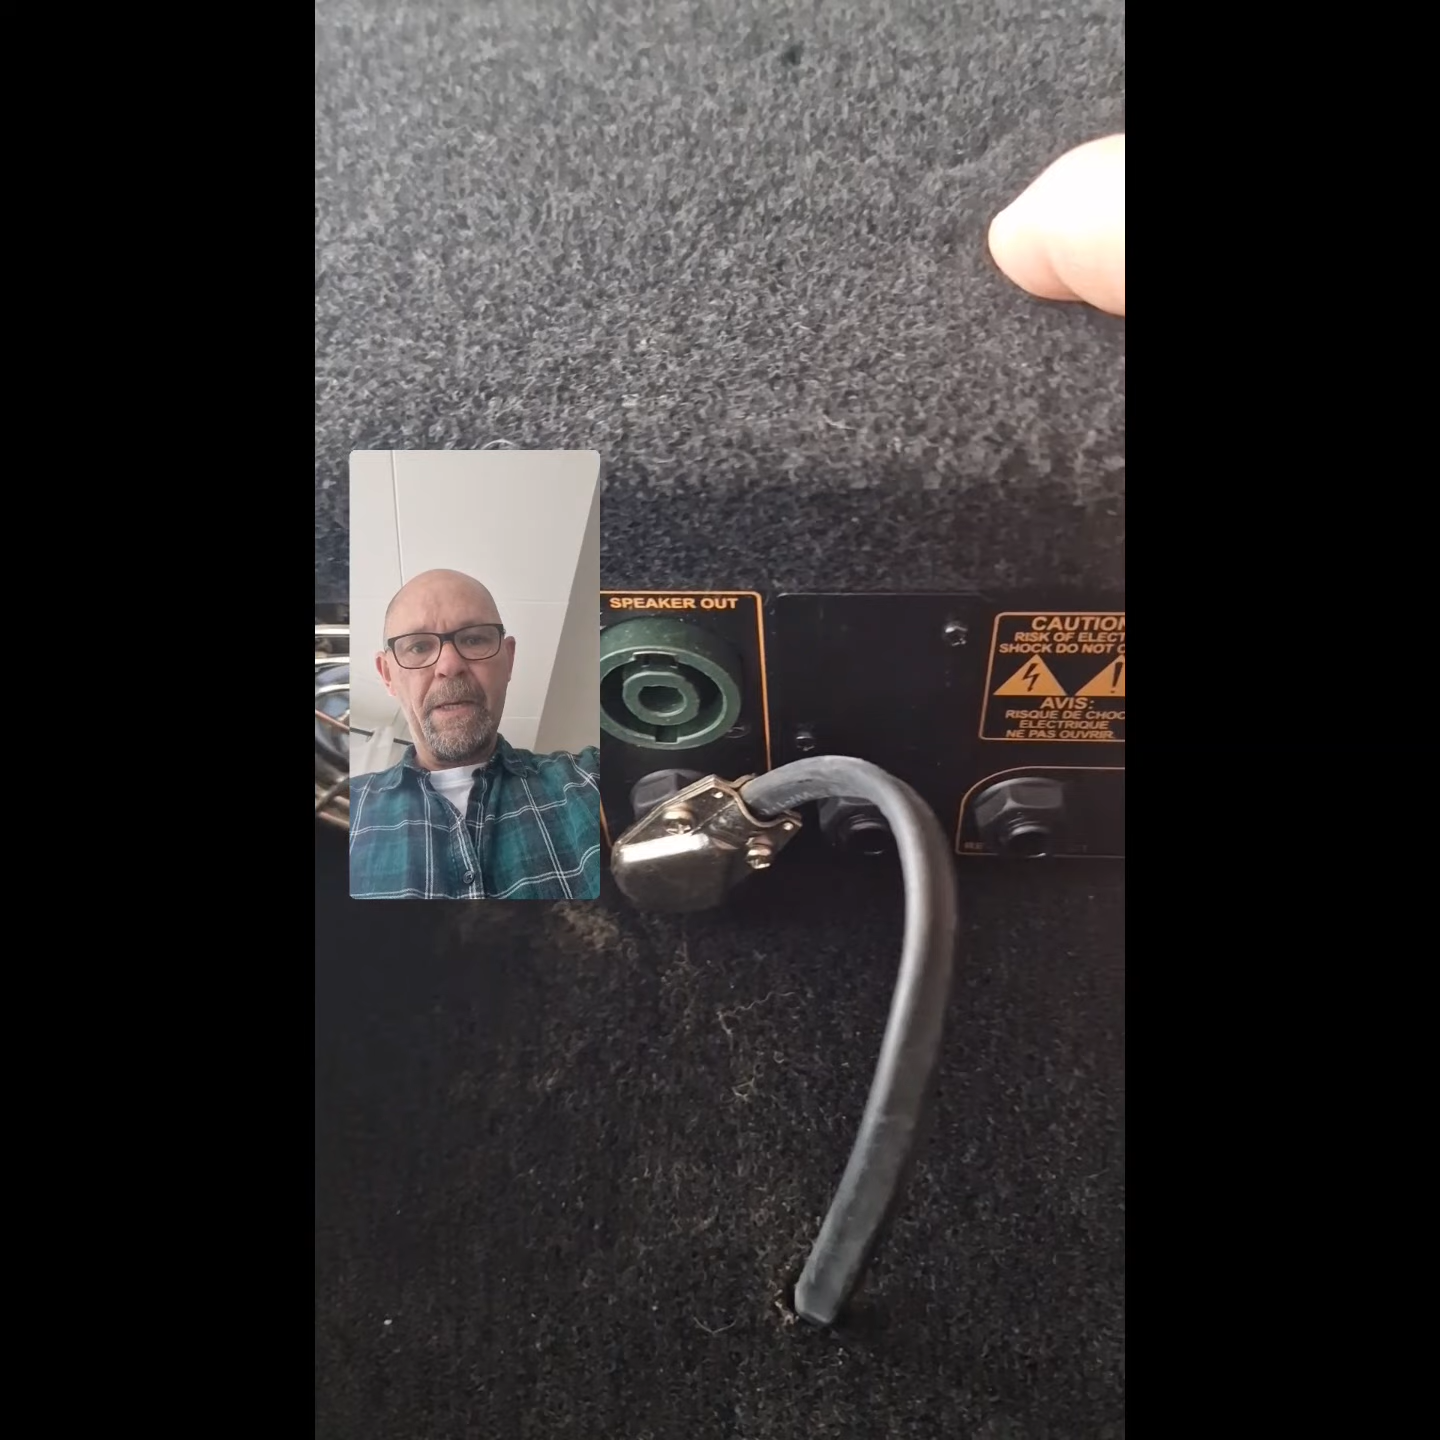 SPEAKER OUT
CAUTION
RISK OF ELECT
SHOCK DO NOT O
AVIS:
RISQUE DE CHOC
ELECTRIQUE
NE PAS OUVRIR.